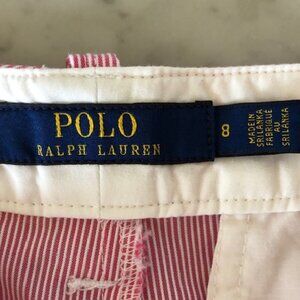 POLO
RALPH LAUREN
8
MADE IN
SRI LANKA
FABRIQUE
AU
SRI LANKA